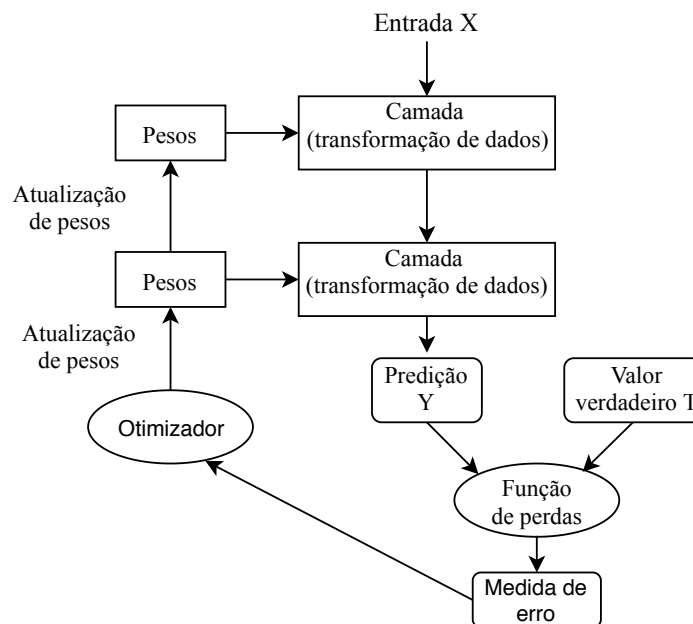 Entrada X
Camada
(transformação de dados)
Pesos
Atualização
de pesos
Camada
(transformação de dados)
Pesos
Atualização
de pesos
Predição
Y
Valor
verdadeiro T
Otimizador
Função
de perdas
Medida de
erro